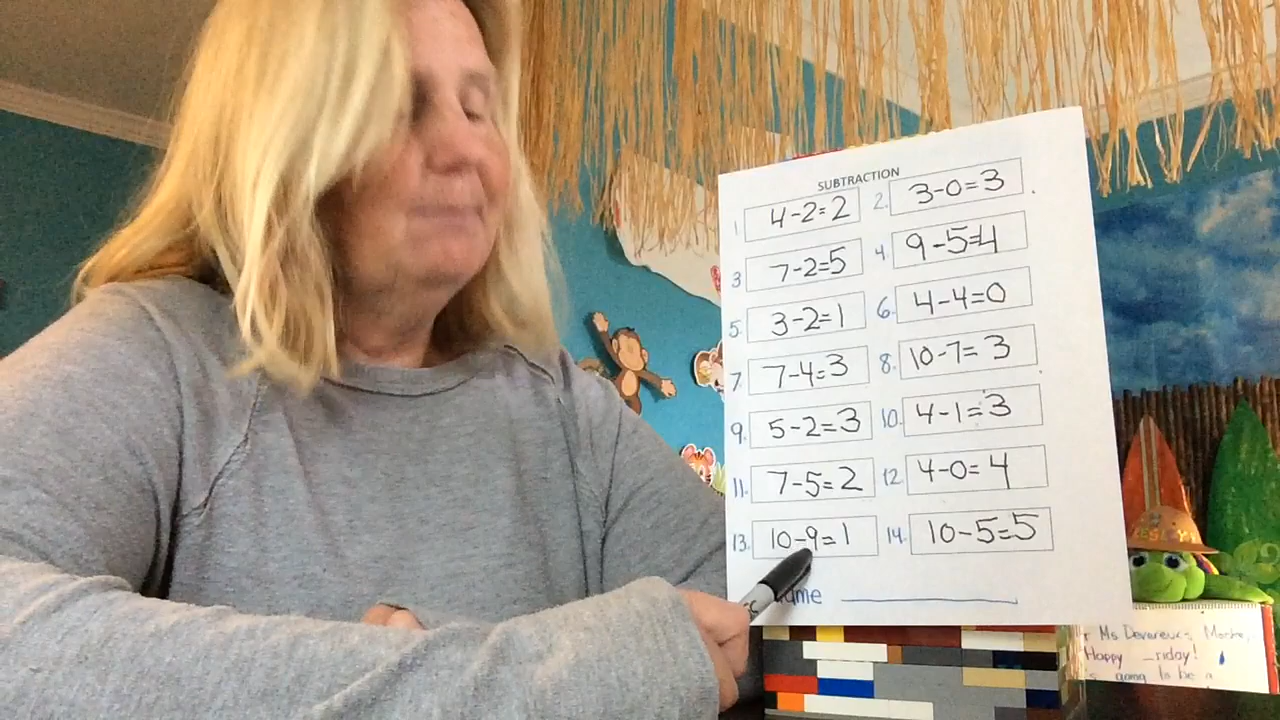 SUBTRACTION
1 4-2=2 2. 3-0=3
3 7-2=5 4. 9-5=4
5. 3-2=1 6. 4-4=0
7 7-4=3 8. 10-7=3
9. 5-2=3 10. 4-1=3
11. 7-5=2 12 4-0=4
13. 10-9=1 14. 10-5=5
Name
Ms Devereux
Happy _riday!
going to be a